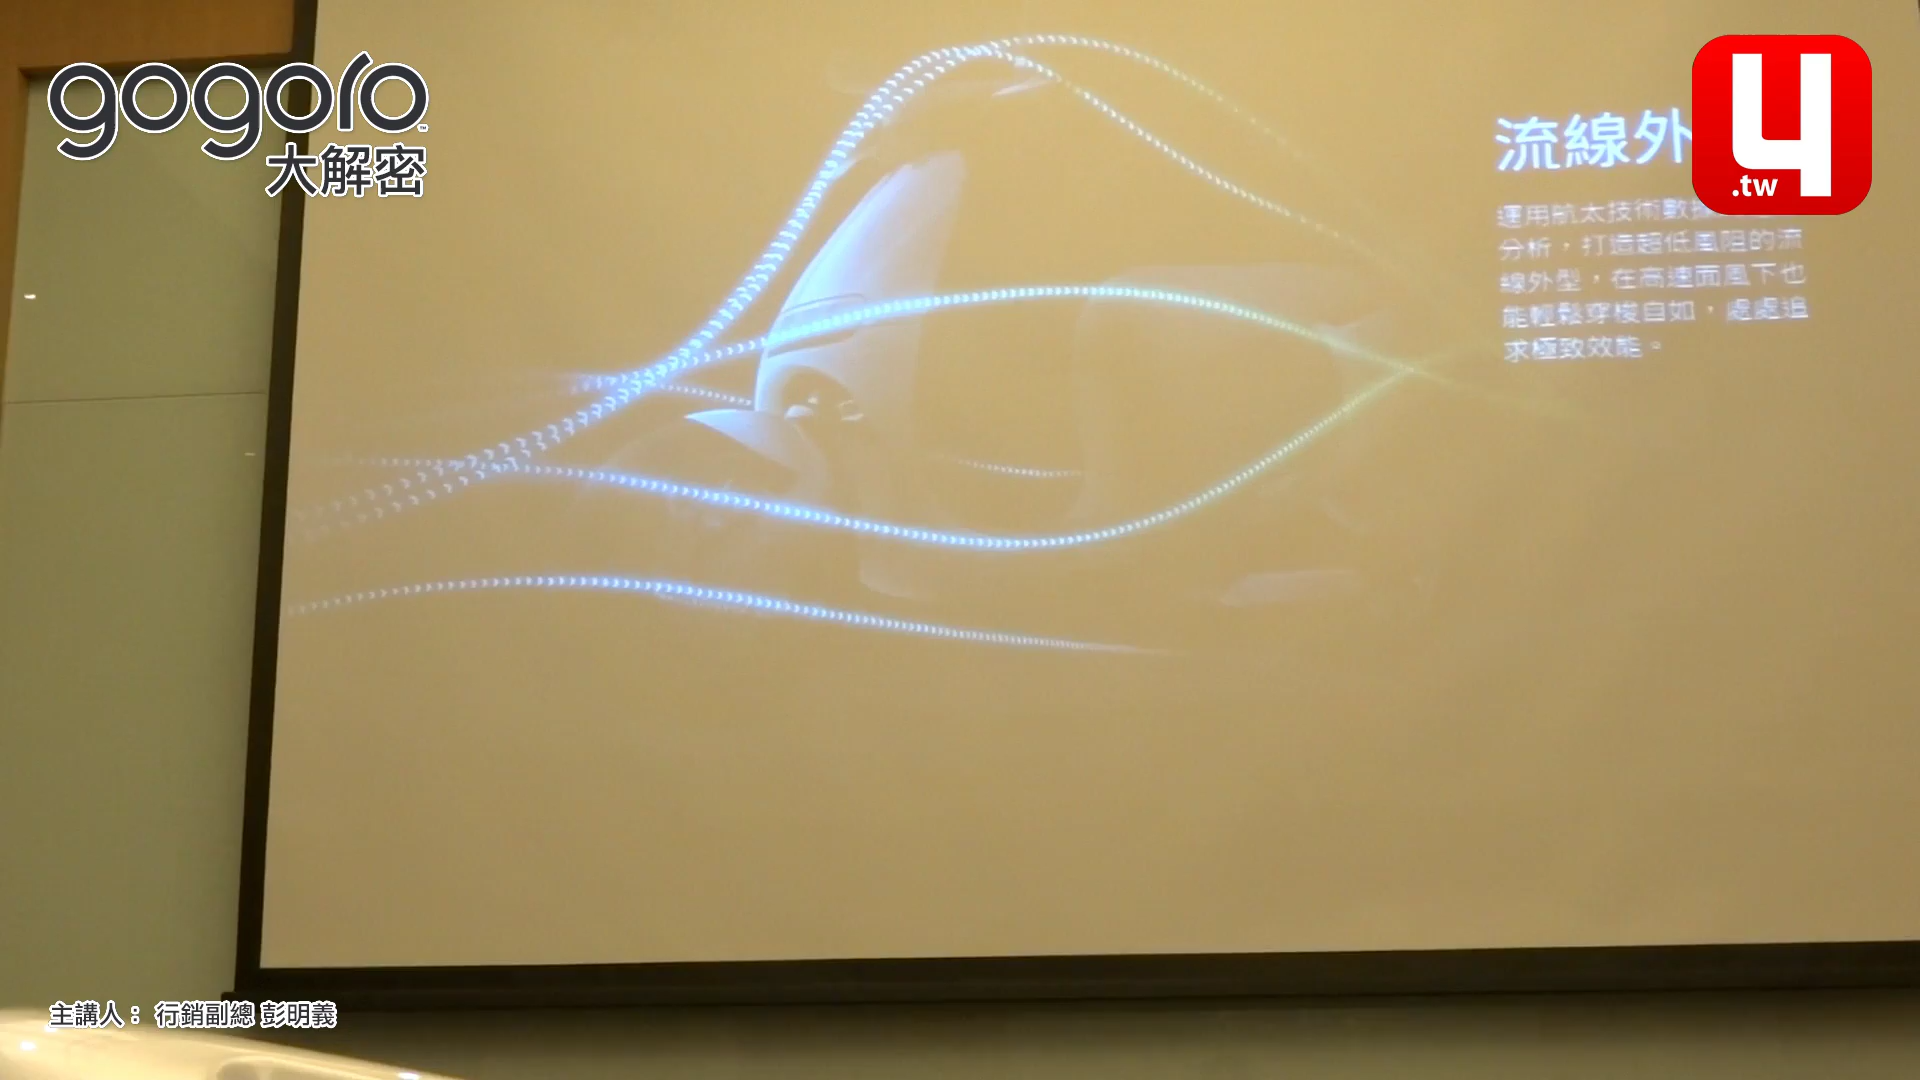 gogoro
大解密
4
.tw
流線外
運用航太技術數據
分析，打造超低風阻的流
線外型，在高速面風下也
能輕鬆穿梭自如，處處追
求極致效能。
主講人： 行銷副總 彭明義